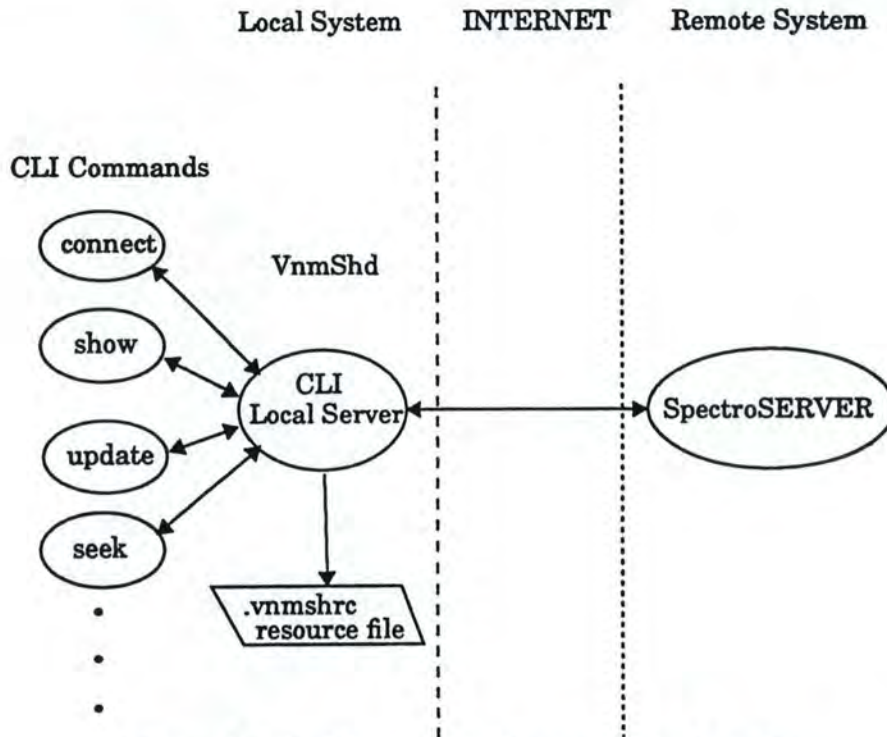 Local System
INTERNET
Remote System
CLI Commands
connect
VnmShd
show
CLI
Local Server
SpectroSERVER
update
seek
.vnmshrc
resource file